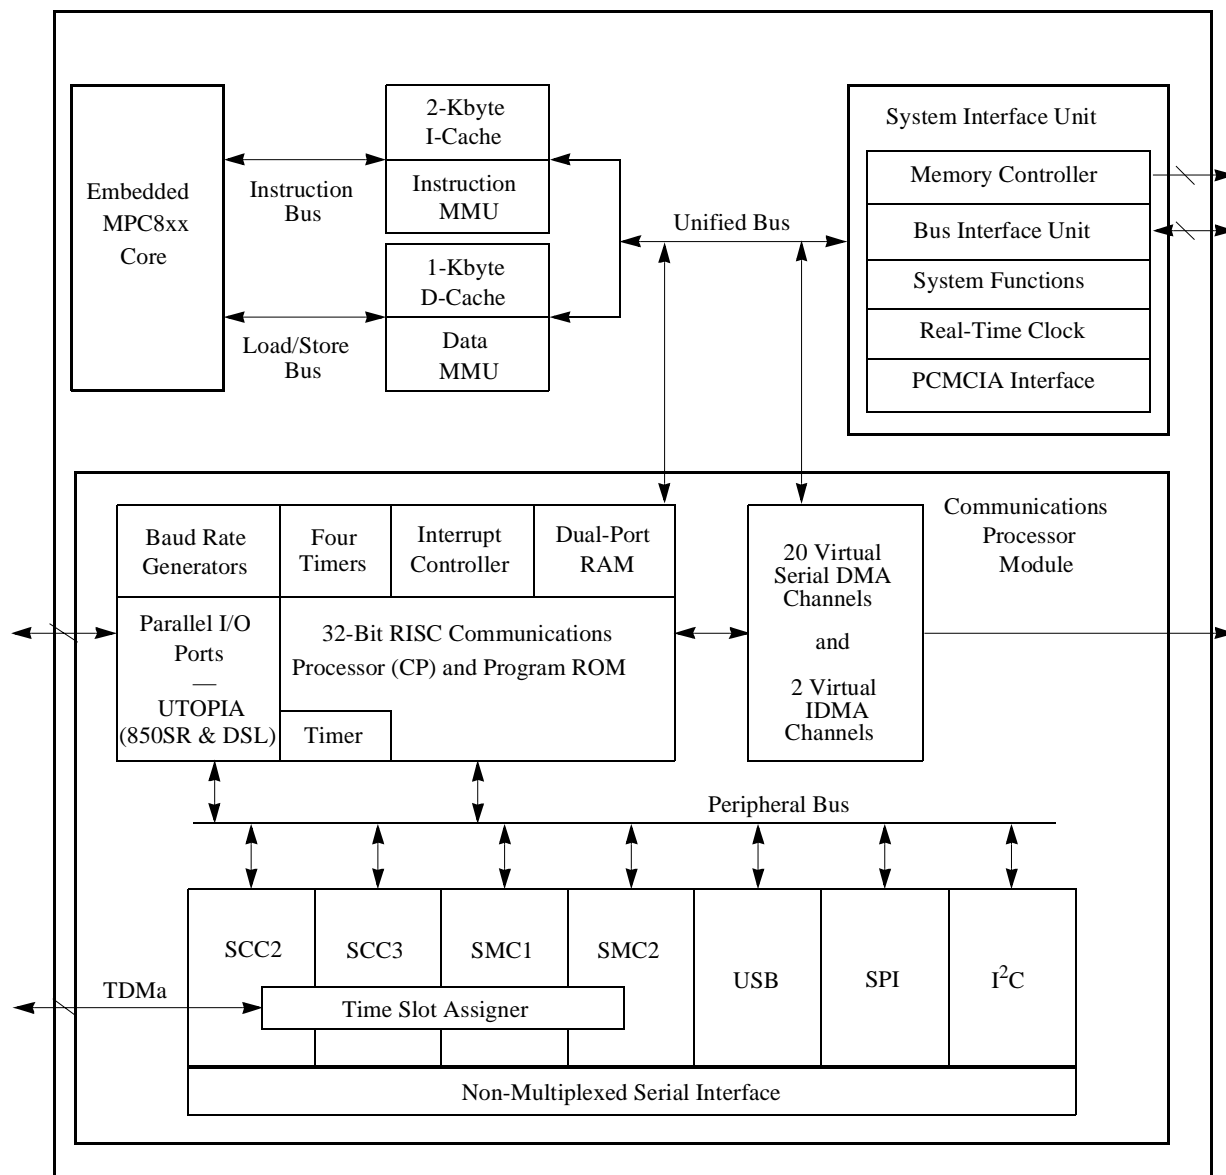 Embedded
MPC8xx
Core
Instruction
Bus
Load/Store
Bus
2-Kbyte
I-Cache
Instruction
MMU
1-Kbyte
D-Cache
Data
MMU
Unified Bus
System Interface Unit
Memory Controller
Bus Interface Unit
System Functions
Real-Time Clock
PCMCIA Interface
Communications
Processor
Module
Baud Rate
Generators
Four
Timers
Interrupt
Controller
Dual-Port
RAM
Parallel I/O
Ports
—
UTOPIA
(850SR & DSL)
32-Bit RISC Communications
Processor (CP) and Program ROM
Timer
20 Virtual
Serial DMA
Channels
and
2 Virtual
IDMA
Channels
Peripheral Bus
SCC2
SCC3
SMC1
SMC2
USB
SPI
I²C
TDMa
Time Slot Assigner
Non-Multiplexed Serial Interface